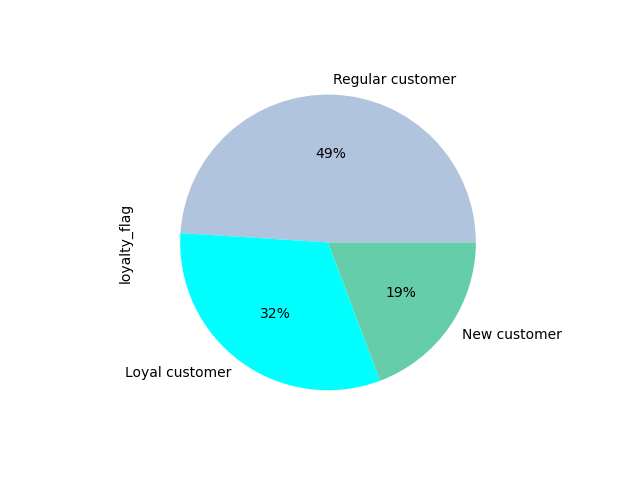 Regular customer
49%
loyalty_flag
19%
32%
New customer
Loyal customer